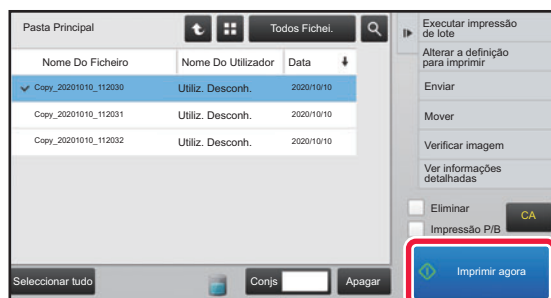 Pasta Principal
Todos Fichei.
Nome Do Ficheiro
Nome Do Utilizador
Data
Copy_20201010_112030
Utiliz. Desconh.
2020/10/10
Copy_20201010_112031
Utiliz. Desconh.
2020/10/10
Copy_20201010_112032
Utiliz. Desconh.
2020/10/10
Seleccionar tudo
Conjs
Apagar
Executar impressão
de lote
Alterar a definição
para imprimir
Enviar
Mover
Verificar imagem
Ver informações
detalhadas
Eliminar
Impressão P/B
CA
Imprimir agora